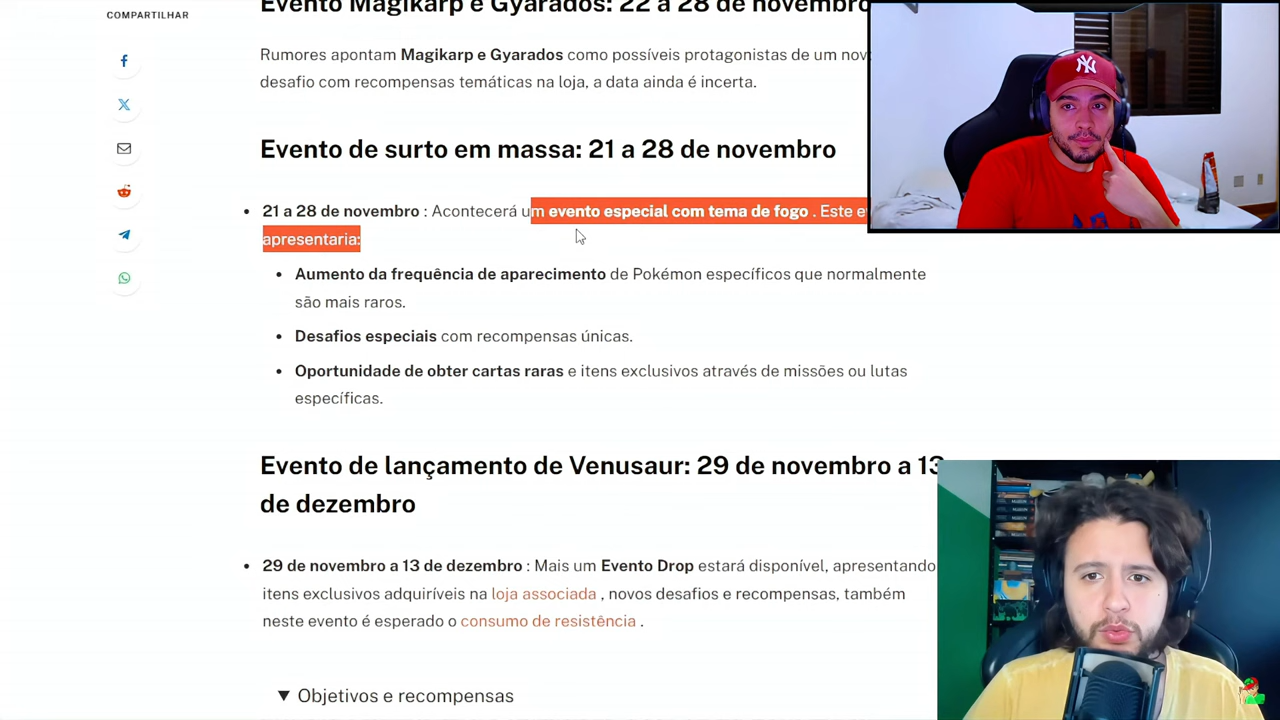 COMPARTILHAR
Evento Magikarp e Gyarados: 22 a 28 de novembro
Rumores apontam Magikarp e Gyarados como possíveis protagonistas de um
desafio com recompensas temáticas na loja, a data ainda é incerta.
Evento de surto em massa: 21 a 28 de novembro
• 21 a 28 de novembro : Acontecerá um evento especial com tema de fogo . Este
apresentaria:
• Aumento da frequência de aparecimento de Pokémon específicos que normalmente
são mais raros.
• Desafios especiais com recompensas únicas.
• Oportunidade de obter cartas raras e itens exclusivos através de missões ou lutas
específicas.
Evento de lançamento de Venusaur: 29 de novembro a 13
de dezembro
• 29 de novembro a 13 de dezembro : Mais um Evento Drop estará disponível, apresentando
itens exclusivos adquiríveis na loja associada , novos desafios e recompensas, também
neste evento é esperado o consumo de resistência .
▼ Objetivos e recompensas